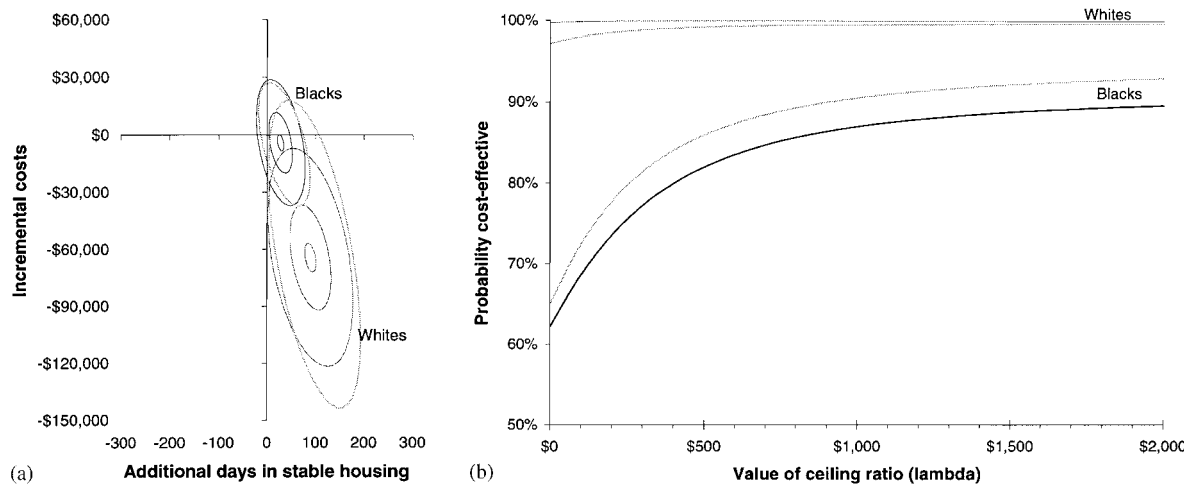 $60,000
$30,000
$0
-$30,000
-$60,000
-$90,000
-$120,000
-$150,000
Incremental costs
Blacks
Whites
-300 -200 -100 0 100 200 300
Additional days in stable housing
(a)
100%
90%
80%
70%
60%
50%
Probability cost-effective
Whites
Blacks
$0 $500 $1,000 $1,500 $2,000
Value of ceiling ratio (lambda)
(b)